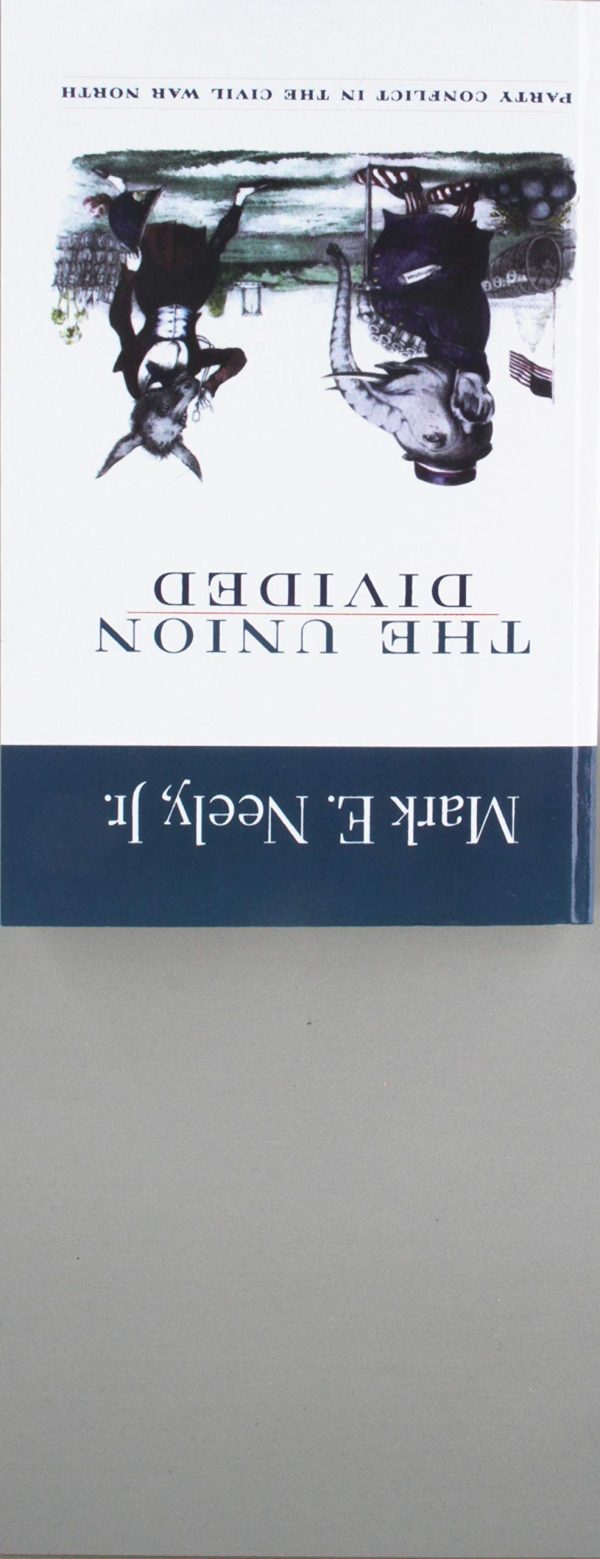 Mark E. Neely, Jr.
THE UNION
DIVIDED
PARTY CONFLICT IN THE CIVIL WAR NORTH